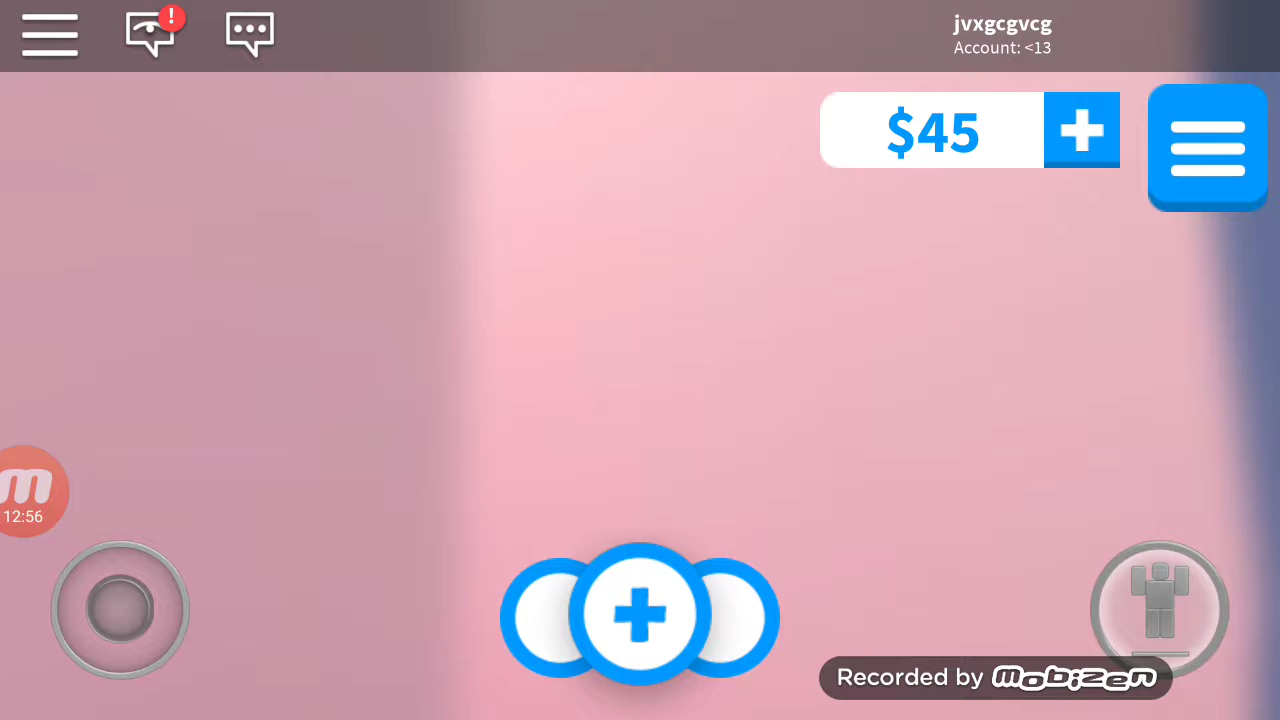 !
jvxgcgvcg
Account: <13
$45
m
12:56
Recorded by mobizen